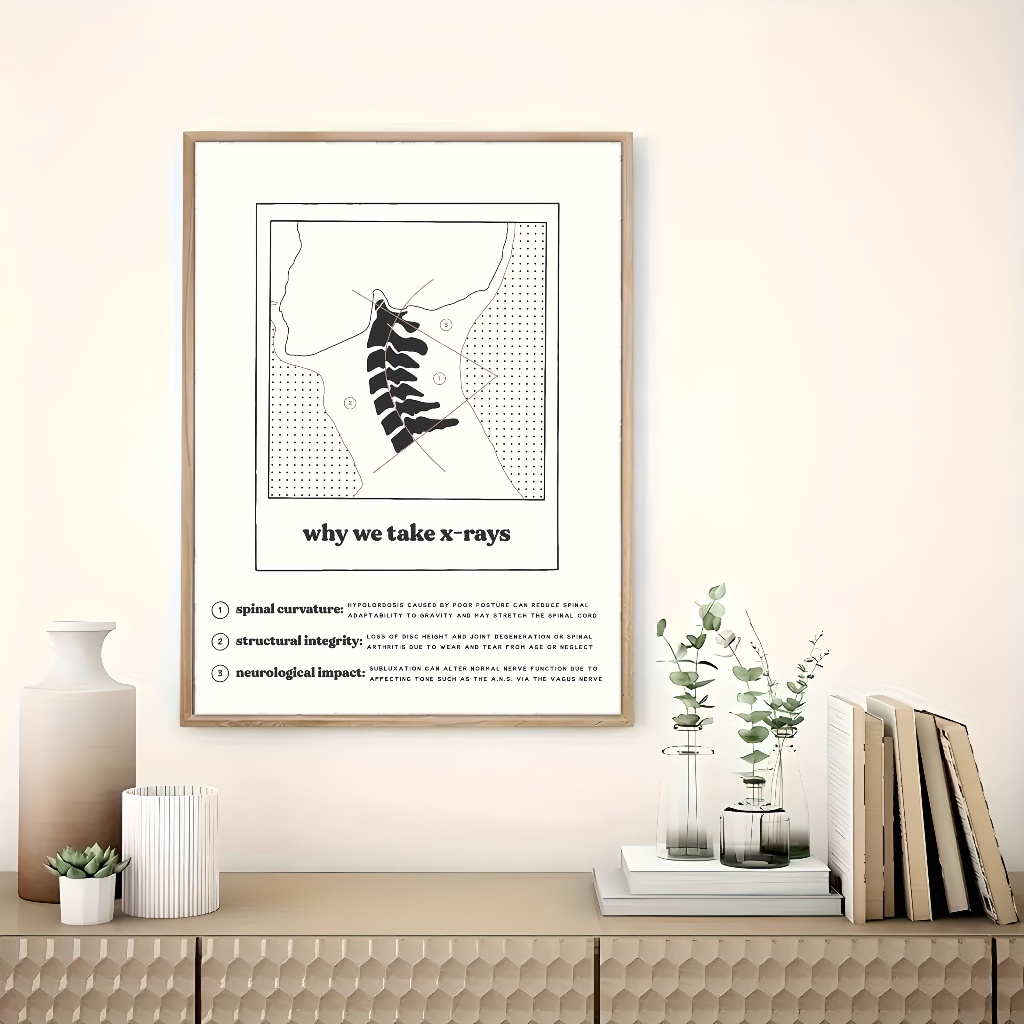 3
1
2
why we take x-rays
1 spinal curvature: HYPOLORDOSIS CAUSED BY POOR POSTURE CAN REDUCE SPINAL
ADAPTABILITY TO GRAVITY AND MAY STRETCH THE SPINAL CORD
2 structural integrity: LOSS OF DISC HEIGHT AND JOINT DEGENERATION OR SPINAL
ARTHRITIS DUE TO WEAR AND TEAR FROM AGE OR NEGLECT
3 neurological impact: SUBLUXATION CAN ALTER NORMAL NERVE FUNCTION DUE TO
AFFECTING TONE SUCH AS THE A.N.S. VIA THE VAGUS NERVE